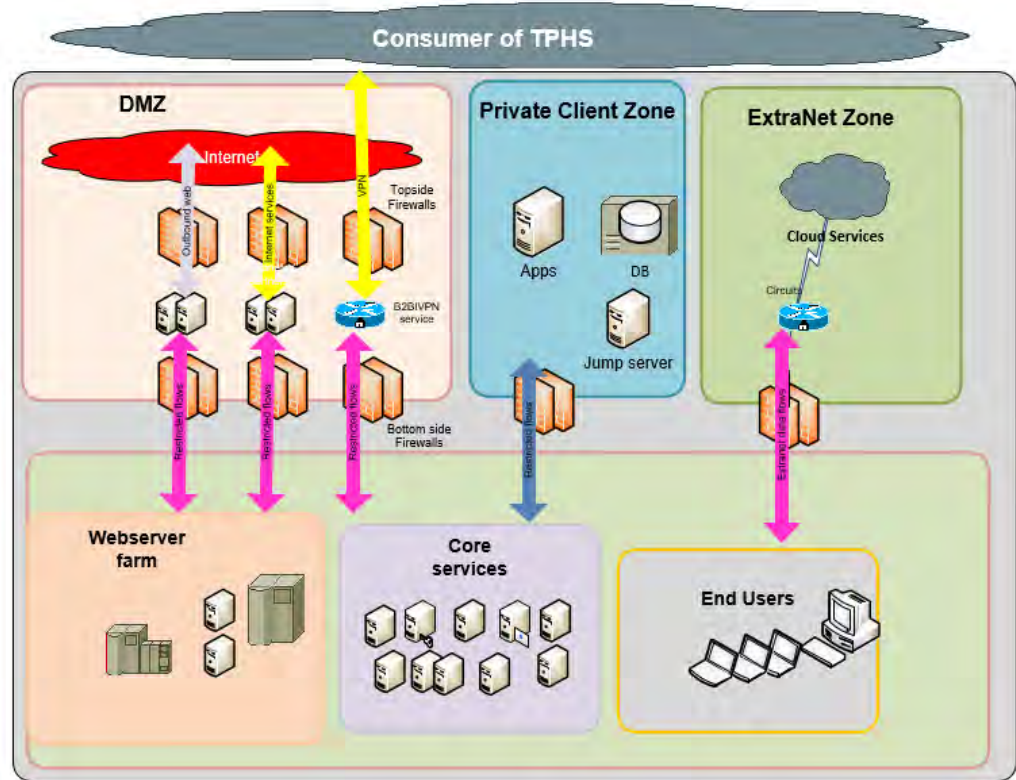 Consumer of TPHS
DMZ
Internet
Outbound web
Internet services
VPN
Topside
Firewalls
B2BIVPN
service
Restricted flows
Restricted flows
Restricted flows
Bottom side
Firewalls
Private Client Zone
Apps
DB
Jump server
Restricted flows
ExtraNet Zone
Cloud Services
Circuits
Extranet data flows
Webserver
farm
Core
services
End Users